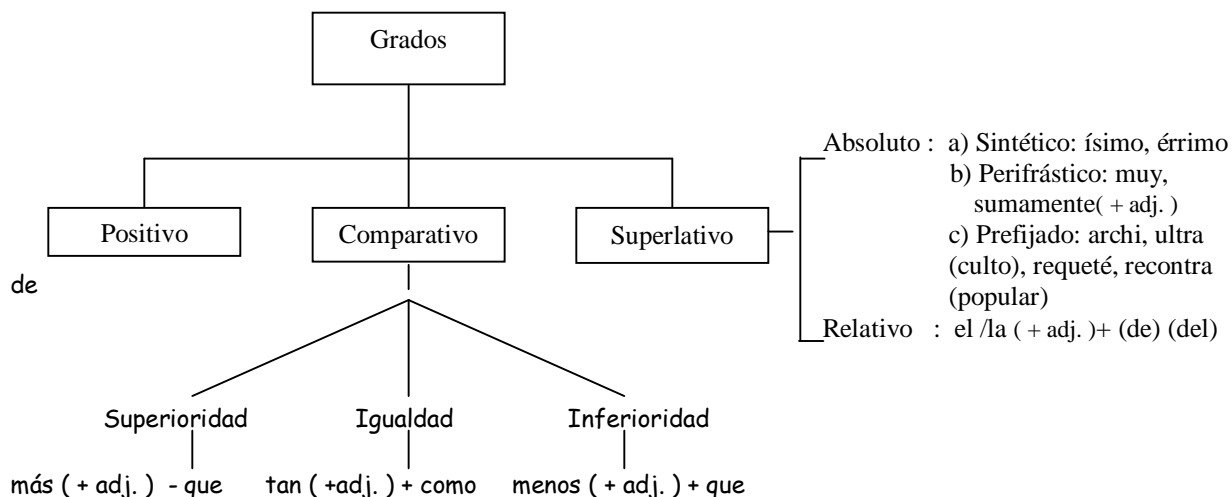 Grados
Absoluto : a) Sintético: ísimo, érrimo
b) Perifrástico: muy,
sumamente( + adj. )
c) Prefijado: archi, ultra
(culto), requeté, recontra
(popular)
Relativo : el /la ( + adj. )+ (de) (del)
Positivo
Comparativo
Superlativo
de
Superioridad
Igualdad
Inferioridad
más ( + adj. ) - que
tan ( +adj. ) + como
menos ( + adj. ) + que